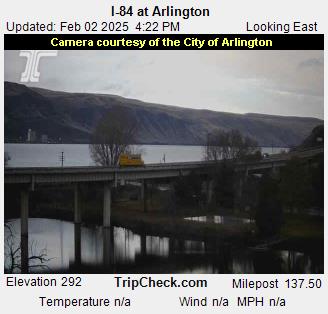 I-84 at Arlington
Updated: Feb 02 2025 4:22 PM Looking East
Camera courtesy of the City of Arlington
Elevation 292 TripCheck.com Milepost 137.50
Temperature n/a Wind n/a MPH n/a